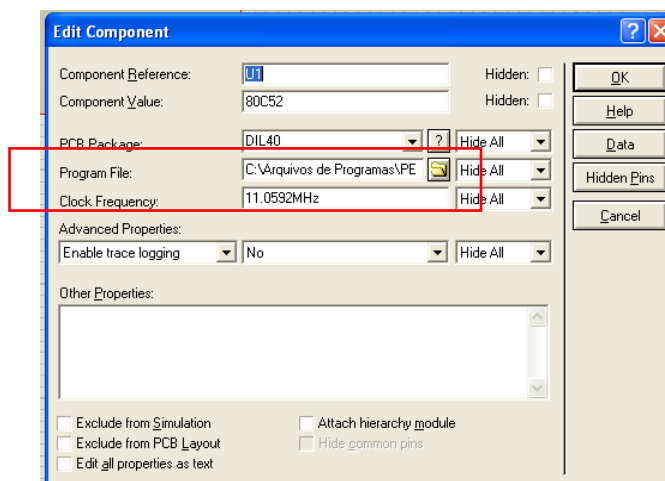 Edit Component
Component Reference: U1 Hidden:
Component Value: 80C52 Hidden:
PCB Package: DIL40 ? Hide All
Program File: C:\Arquivos de Programas\PE Hide All
Clock Frequency: 11.0592MHz Hide All
Advanced Properties:
Enable trace logging No Hide All
Other Properties:
Exclude from Simulation Attach hierarchy module
Exclude from PCB Layout Hide common pins
Edit all properties as text
OK
Help
Data
Hidden Pins
Cancel